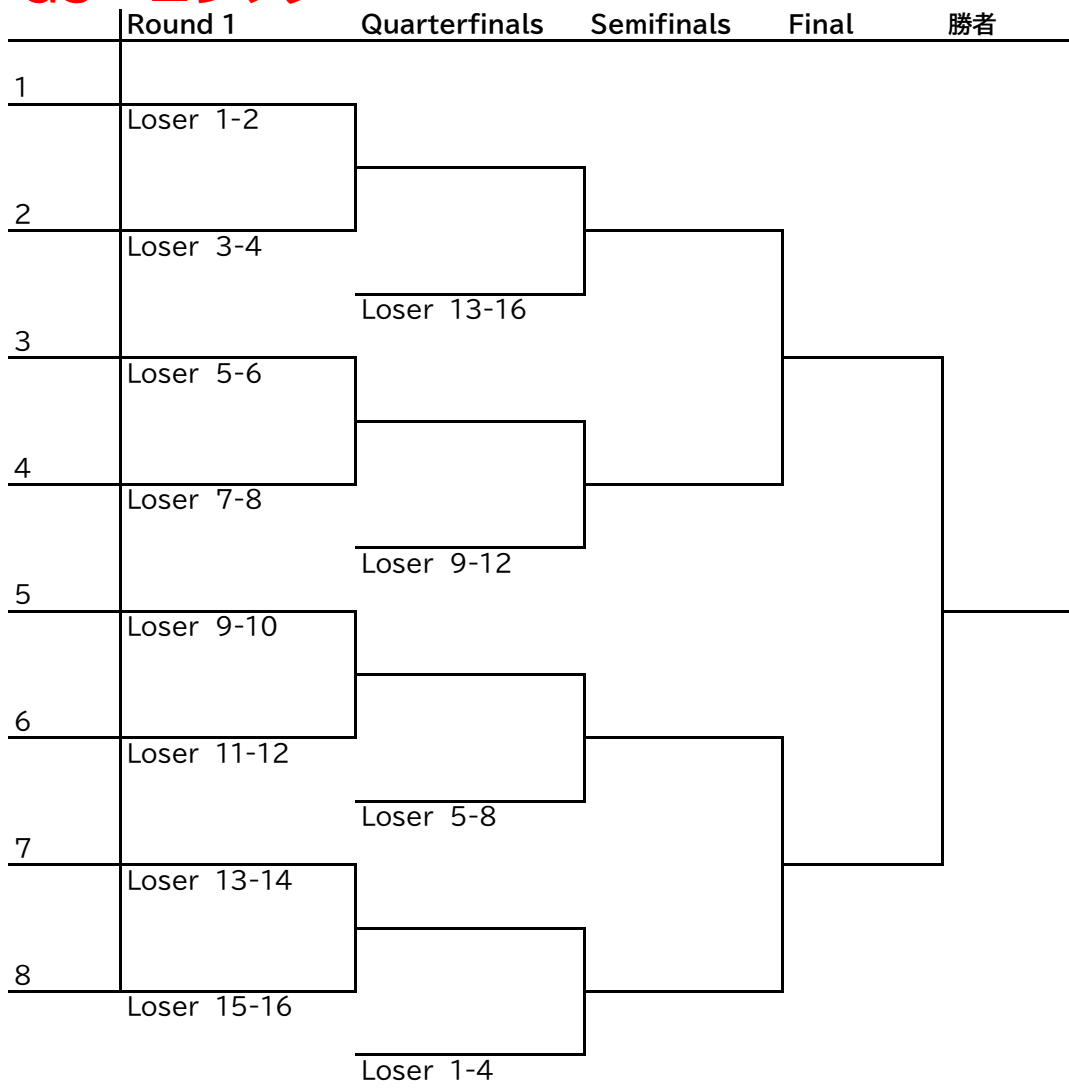 Round 1 Quarterfinals Semifinals Final 勝者
1
Loser 1-2
2
Loser 3-4
Loser 13-16
3
Loser 5-6
4
Loser 7-8
Loser 9-12
5
Loser 9-10
6
Loser 11-12
Loser 5-8
7
Loser 13-14
8
Loser 15-16
Loser 1-4